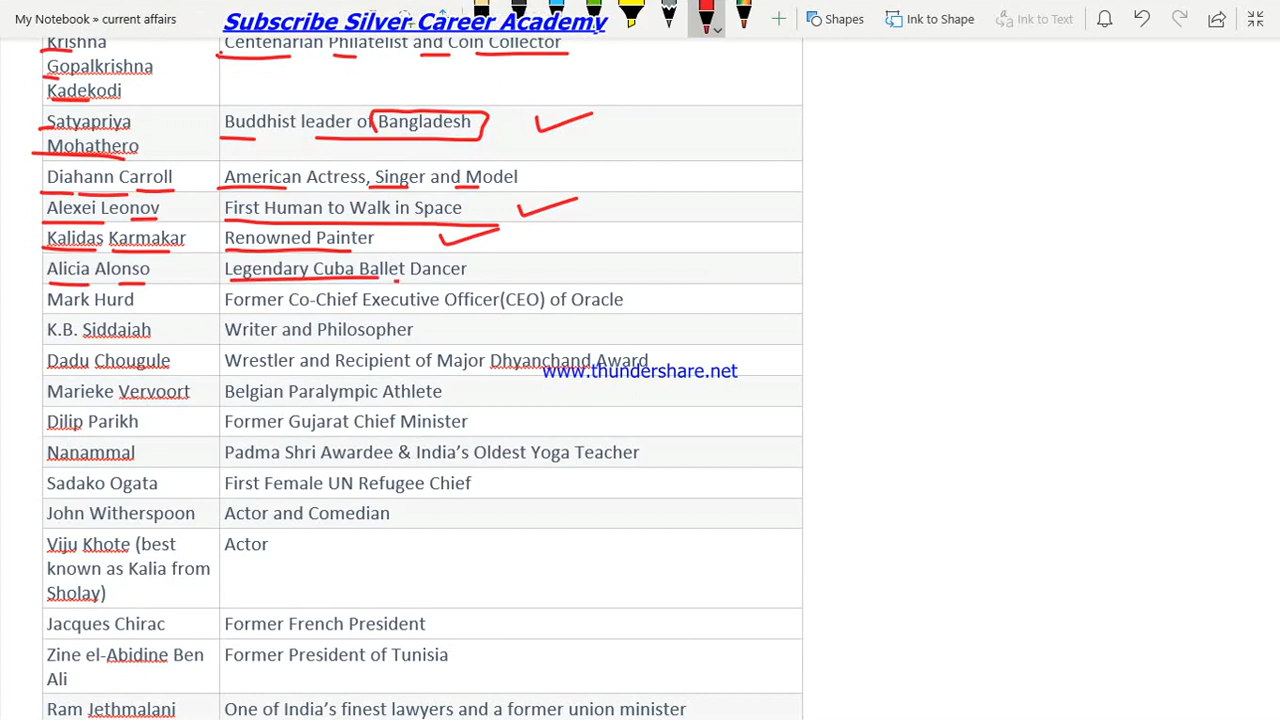 My Notebook » current affairs
Subscribe Silver Career Academy
Shapes
Ink to Shape
Ink to Text
Krishna Centenarian Philatelist and Coin Collector
Gopalkrishna
Kadekodi
Satyapriya Buddhist leader of Bangladesh
Mohathero
Diahann Carroll American Actress, Singer and Model
Alexei Leonov First Human to Walk in Space
Kalidas Karmakar Renowned Painter
Alicia Alonso Legendary Cuba Ballet Dancer
Mark Hurd Former Co-Chief Executive Officer(CEO) of Oracle
K.B. Siddaiah Writer and Philosopher
Dadu Chougule Wrestler and Recipient of Major Dhyanchand Award
www.thundershare.net
Marieke Vervoort Belgian Paralympic Athlete
Dilip Parikh Former Gujarat Chief Minister
Nanammal Padma Shri Awardee & India’s Oldest Yoga Teacher
Sadako Ogata First Female UN Refugee Chief
John Witherspoon Actor and Comedian
Viju Khote (best Actor
known as Kalia from
Sholay)
Jacques Chirac Former French President
Zine el-Abidine Ben Former President of Tunisia
Ali
Ram Jethmalani One of India’s finest lawyers and a former union minister